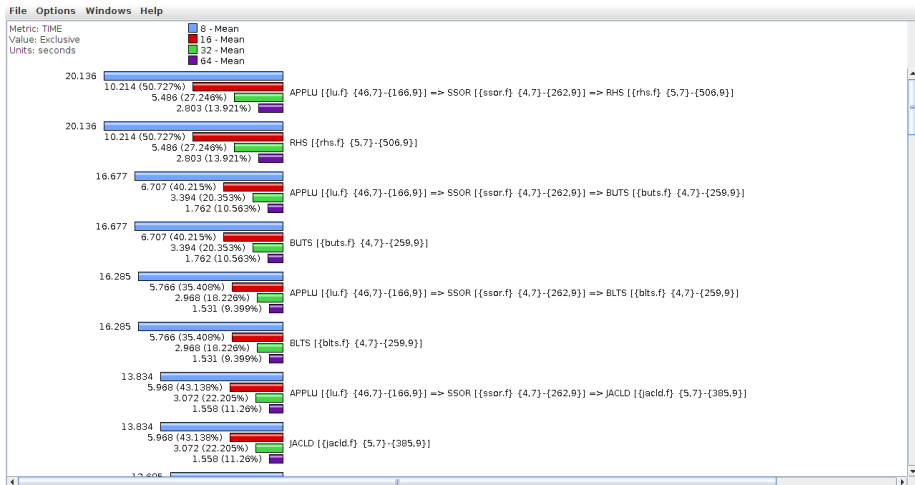 File Options Windows Help
Metric: TIME
Value: Exclusive
Units: seconds
8 - Mean
16 - Mean
32 - Mean
64 - Mean
20.136
10.214 (50.727%)
5.486 (27.246%)
2.803 (13.921%)
APPLU [{lu.f} {46,7}-{166,9}] => SSOR [{ssor.f} {4,7}-{262,9}] => RHS [{rhs.f} {5,7}-{506,9}]
20.136
10.214 (50.727%)
5.486 (27.246%)
2.803 (13.921%)
RHS [{rhs.f} {5,7}-{506,9}]
16.677
6.707 (40.215%)
3.394 (20.353%)
1.762 (10.563%)
APPLU [{lu.f} {46,7}-{166,9}] => SSOR [{ssor.f} {4,7}-{262,9}] => BUTS [{buts.f} {4,7}-{259,9}]
16.677
6.707 (40.215%)
3.394 (20.353%)
1.762 (10.563%)
BUTS [{buts.f} {4,7}-{259,9}]
16.285
5.766 (35.408%)
2.968 (18.226%)
1.531 (9.399%)
APPLU [{lu.f} {46,7}-{166,9}] => SSOR [{ssor.f} {4,7}-{262,9}] => BLTS [{blts.f} {4,7}-{259,9}]
16.285
5.766 (35.408%)
2.968 (18.226%)
1.531 (9.399%)
BLTS [{blts.f} {4,7}-{259,9}]
13.834
5.968 (43.138%)
3.072 (22.205%)
1.558 (11.26%)
APPLU [{lu.f} {46,7}-{166,9}] => SSOR [{ssor.f} {4,7}-{262,9}] => JACLD [{jacld.f} {5,7}-{385,9}]
13.834
5.968 (43.138%)
3.072 (22.205%)
1.558 (11.26%)
JACLD [{jacld.f} {5,7}-{385,9}]